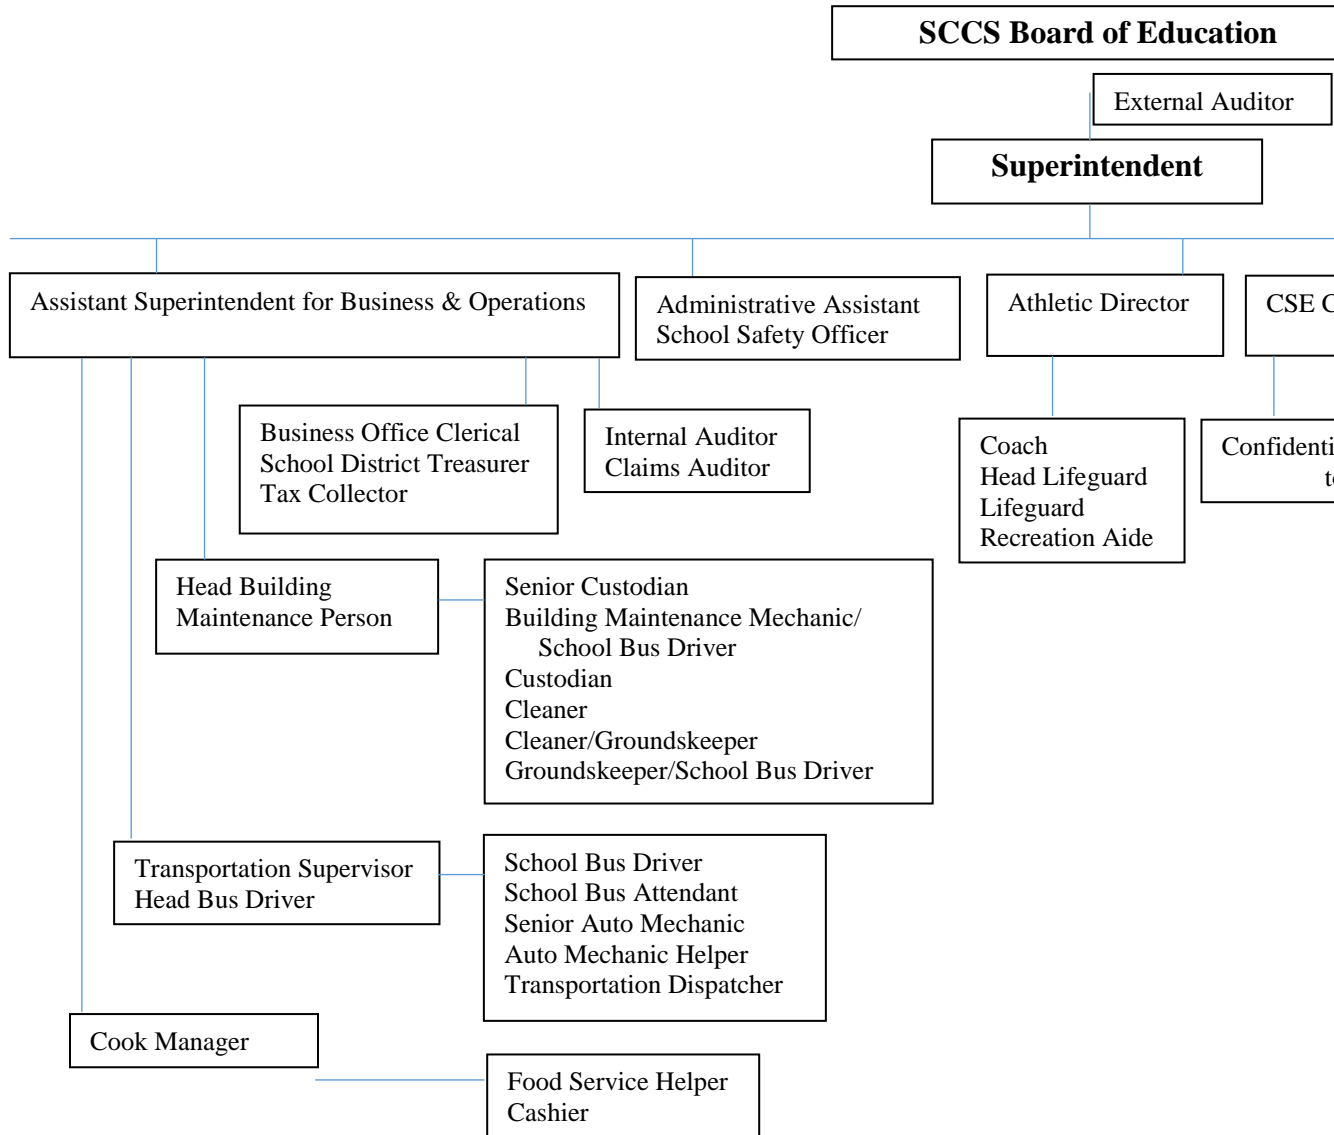 SCCS Board of Education
External Auditor
Superintendent
Assistant Superintendent for Business & Operations
Administrative Assistant
School Safety Officer
Athletic Director
CSE C
Business Office Clerical
School District Treasurer
Tax Collector
Internal Auditor
Claims Auditor
Coach
Head Lifeguard
Lifeguard
Recreation Aide
Confidenti
t
Head Building
Maintenance Person
Senior Custodian
Building Maintenance Mechanic/
School Bus Driver
Custodian
Cleaner
Cleaner/Groundskeeper
Groundskeeper/School Bus Driver
Transportation Supervisor
Head Bus Driver
School Bus Driver
School Bus Attendant
Senior Auto Mechanic
Auto Mechanic Helper
Transportation Dispatcher
Cook Manager
Food Service Helper
Cashier